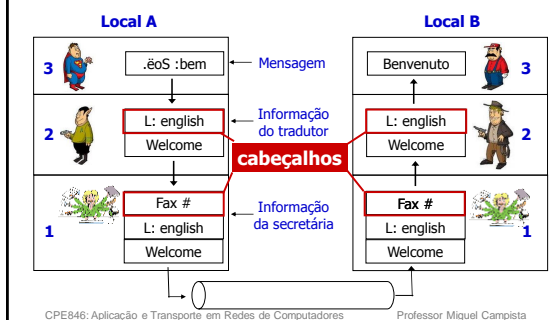 Local A
Local B
3
.ëoS :bem
Mensagem
Benvenuto
3
2
L: english
Welcome
Informação
do tradutor
L: english
Welcome
2
cabeçalhos
1
Fax #
L: english
Welcome
Informação
da secretária
Fax #
L: english
Welcome
1
CPE846: Aplicação e Transporte em Redes de Computadores
Professor Miguel Campista